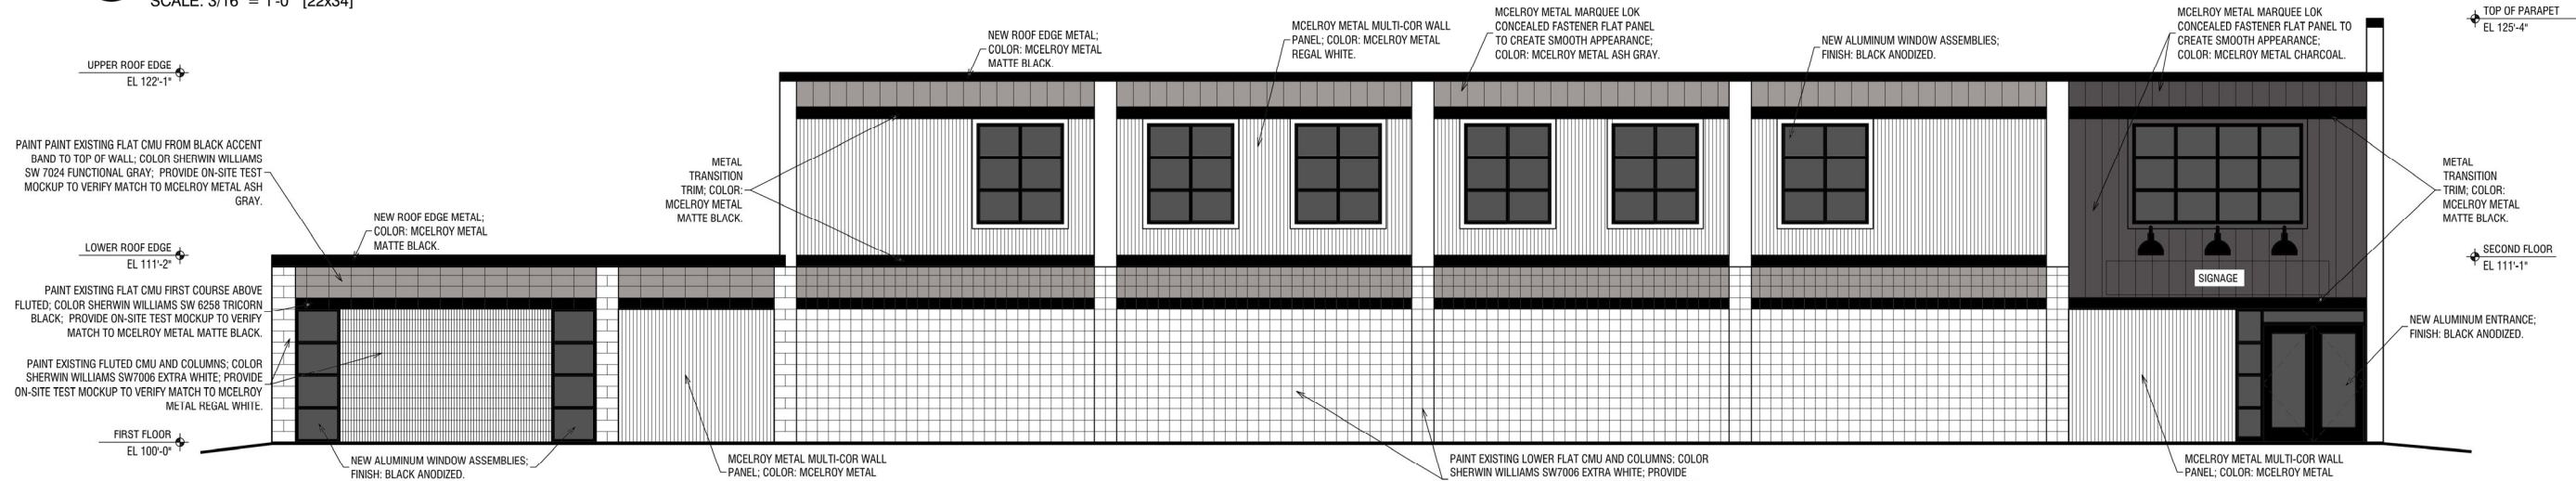 SCALE: 3/16" = 1'-0" [22x34]
UPPER ROOF EDGE
EL 122'-1"
PAINT PAINT EXISTING FLAT CMU FROM BLACK ACCENT
BAND TO TOP OF WALL; COLOR SHERWIN WILLIAMS
SW 7024 FUNCTIONAL GRAY; PROVIDE ON-SITE TEST
MOCKUP TO VERIFY MATCH TO MCELROY METAL ASH
GRAY.
LOWER ROOF EDGE
EL 111'-2"
PAINT EXISTING FLAT CMU FIRST COURSE ABOVE
FLUTED; COLOR SHERWIN WILLIAMS SW 6258 TRICORN
BLACK; PROVIDE ON-SITE TEST MOCKUP TO VERIFY
MATCH TO MCELROY METAL MATTE BLACK.
PAINT EXISTING FLUTED CMU AND COLUMNS; COLOR
SHERWIN WILLIAMS SW7006 EXTRA WHITE; PROVIDE
ON-SITE TEST MOCKUP TO VERIFY MATCH TO MCELROY
METAL REGAL WHITE.
FIRST FLOOR
EL 100'-0"
NEW ROOF EDGE METAL;
COLOR: MCELROY METAL
MATTE BLACK.
NEW ALUMINUM WINDOW ASSEMBLIES;
FINISH: BLACK ANODIZED.
METAL
TRANSITION
TRIM; COLOR:
MCELROY METAL
MATTE BLACK.
MCELROY METAL MULTI-COR WALL
PANEL; COLOR: MCELROY METAL
NEW ROOF EDGE METAL;
COLOR: MCELROY METAL
MATTE BLACK.
MCELROY METAL MULTI-COR WALL
PANEL; COLOR: MCELROY METAL
REGAL WHITE.
MCELROY METAL MARQUEE LOK
CONCEALED FASTENER FLAT PANEL
TO CREATE SMOOTH APPEARANCE;
COLOR: MCELROY METAL ASH GRAY.
NEW ALUMINUM WINDOW ASSEMBLIES;
FINISH: BLACK ANODIZED.
PAINT EXISTING LOWER FLAT CMU AND COLUMNS; COLOR
SHERWIN WILLIAMS SW7006 EXTRA WHITE; PROVIDE
MCELROY METAL MARQUEE LOK
CONCEALED FASTENER FLAT PANEL TO
CREATE SMOOTH APPEARANCE;
COLOR: MCELROY METAL CHARCOAL.
SIGNAGE
TOP OF PARAPET
EL 125'-4"
METAL
TRANSITION
TRIM; COLOR:
MCELROY METAL
MATTE BLACK.
SECOND FLOOR
EL 111'-1"
NEW ALUMINUM ENTRANCE;
FINISH: BLACK ANODIZED.
MCELROY METAL MULTI-COR WALL
PANEL; COLOR: MCELROY METAL